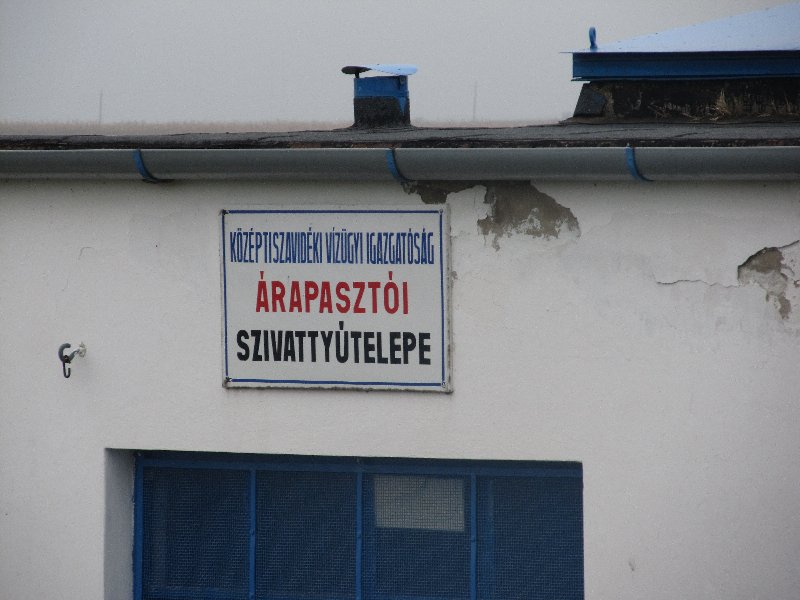 KÖZÉPTISZAVIDÉKI VÍZÜGYI IGAZGATÓSÁG
ÁRAPASZTÓI
SZIVATTYÚTELEPE